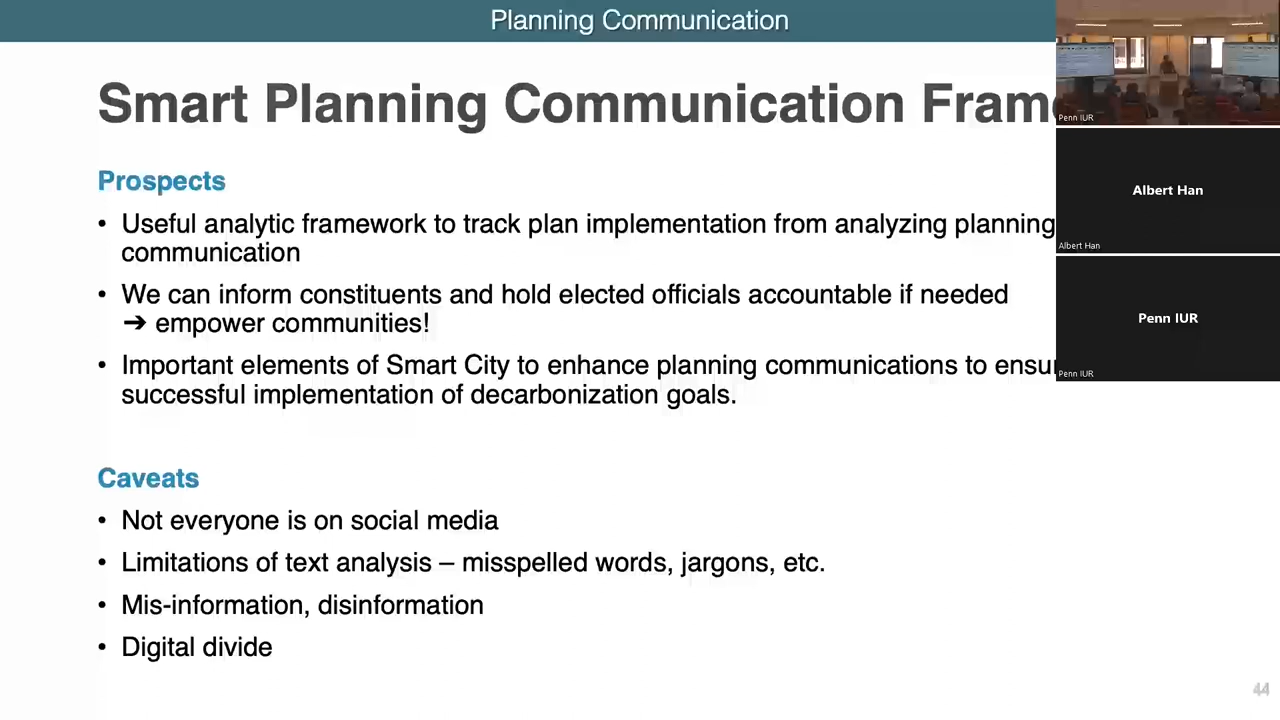 Planning Communication
Smart Planning Communication Frame
Prospects
• Useful analytic framework to track plan implementation from analyzing planning
communication
• We can inform constituents and hold elected officials accountable if needed
➔ empower communities!
• Important elements of Smart City to enhance planning communications to ensu
successful implementation of decarbonization goals.
Caveats
• Not everyone is on social media
• Limitations of text analysis – misspelled words, jargons, etc.
• Mis-information, disinformation
• Digital divide
44
Penn IUR
Albert Han
Albert Han
Penn IUR
Penn IUR